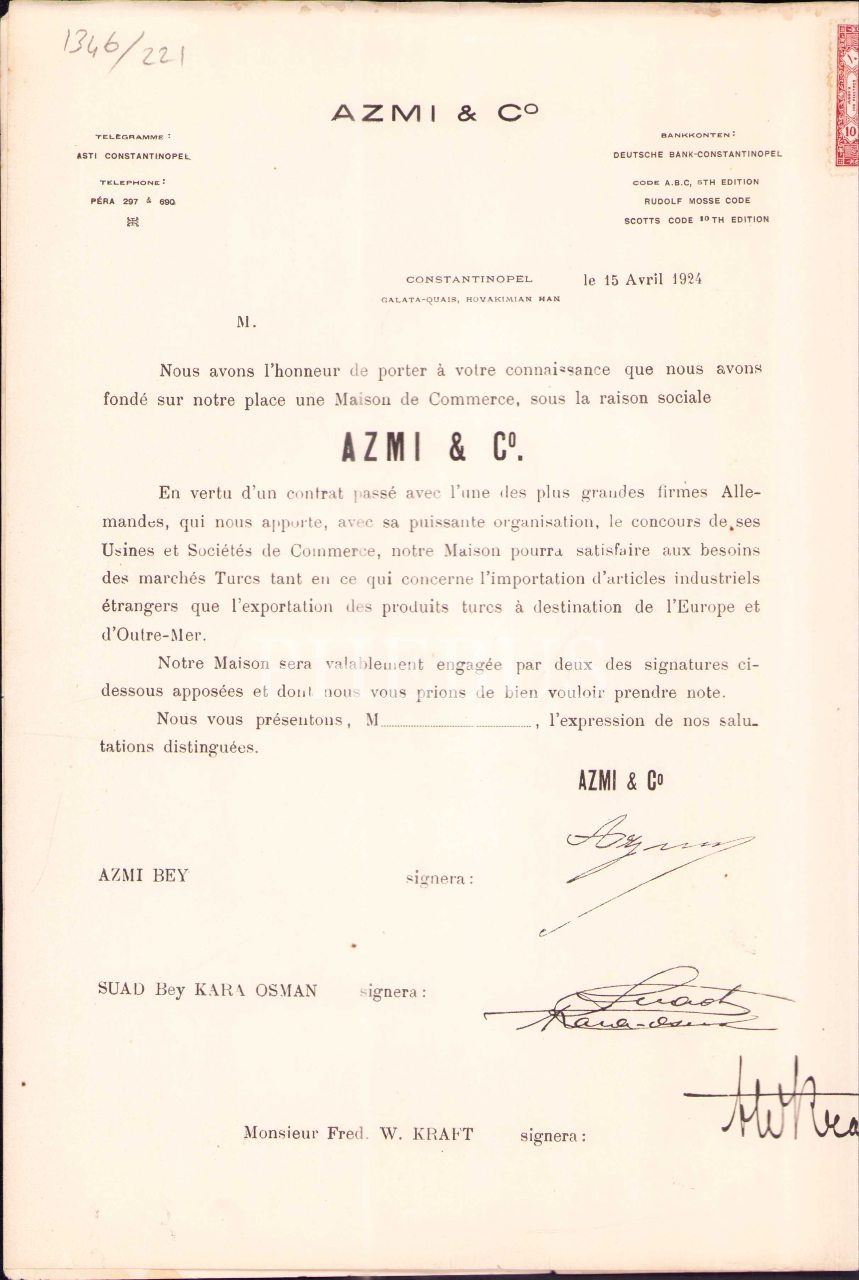 1346/221
AZMI & Cº
TELÉGRAMME :
ASTI CONSTANTINOPEL
TELEPHONE :
PÉRA 297 & 690
BANKKONTEN :
DEUTSCHE BANK-CONSTANTINOPEL
CODE A.B.C, 5TH EDITION
RUDOLF MOSSE CODE
SCOTTS CODE 10TH EDITION
10
CONSTANTINOPEL le 15 Avril 1924
GALATA-QUAIS, HOVAKIMIAN HAN
M.
Nous avons l'honneur de porter à votre connaissance que nous avons
fondé sur notre place une Maison de Commerce, sous la raison sociale
AZMI & Cº.
En vertu d'un contrat passé avec l'une des plus grandes firmes Alle-
mandes, qui nous apporte, avec sa puissante organisation, le concours de ses
Usines et Sociétés de Commerce, notre Maison pourra satisfaire aux besoins
des marchés Turcs tant en ce qui concerne l'importation d'articles industriels
étrangers que l'exportation des produits turcs à destination de l'Europe et
d'Outre-Mer.
Notre Maison sera valablement engagée par deux des signatures ci-
dessous apposées et dont nous vous prions de bien vouloir prendre note.
Nous vous présentons, M..............................., l'expression de nos salu-
tations distinguées.
AZMI & Cº
AZMI BEY signera : Azmi
SUAD Bey KARA OSMAN signera : Suad
Kara-Osman
Monsieur Fred. W. KRAFT signera :